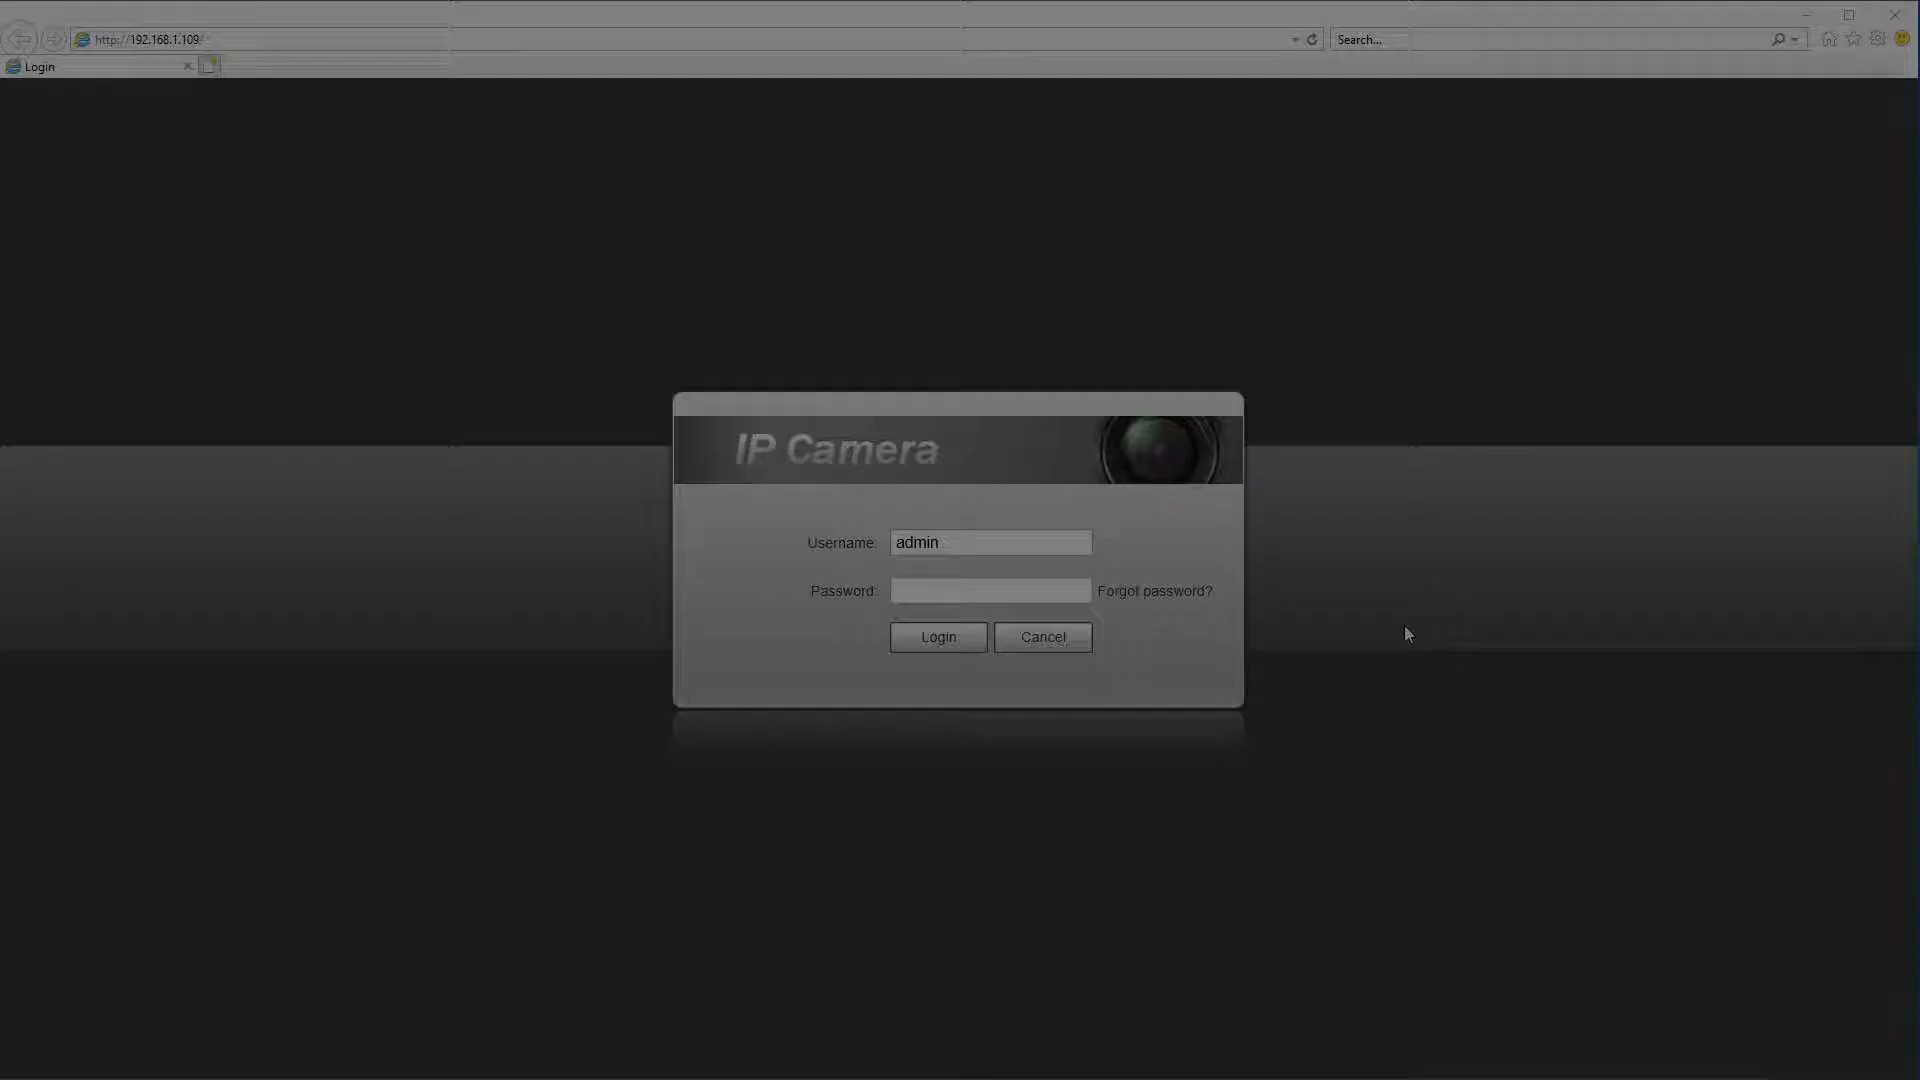 http://192.168.1.109/
Search...
Login
IP Camera
Username: admin
Password: Forgot password?
Login Cancel